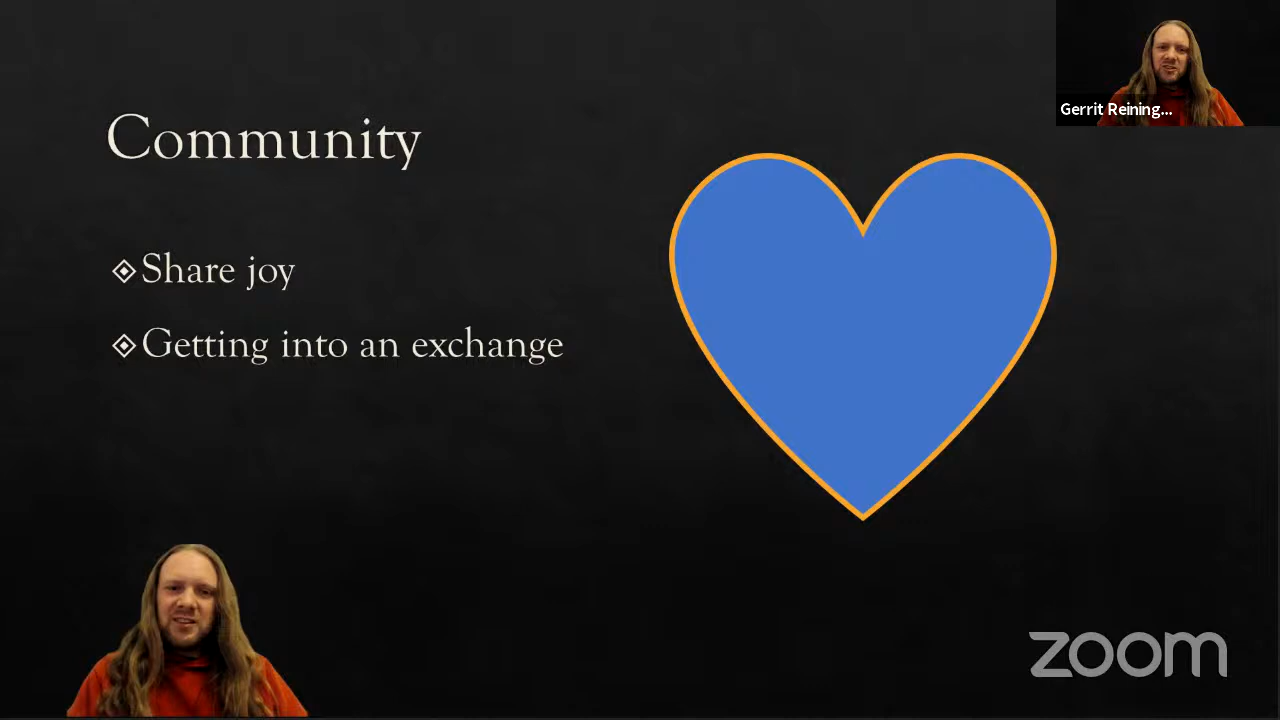 Gerrit Reining...
Community
Share joy
Getting into an exchange
zoom